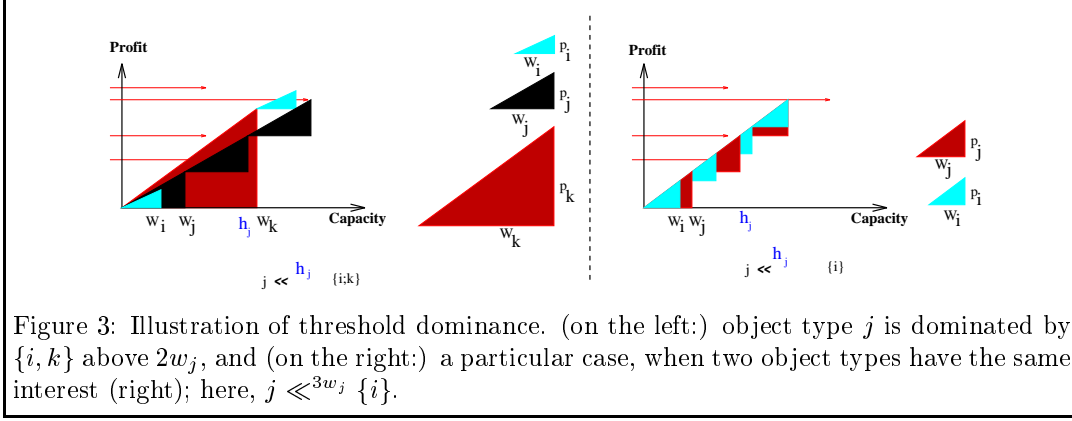 Profit
w_i w_j h_j w_k
Capacity
j ≪ h_j {i;k}
p_i
w_i
p_j
w_j
p_k
w_k
Profit
w_i w_j h_j
Capacity
j ≪ h_j {i}
p_j
w_j
p_i
w_i
Figure 3: Illustration of threshold dominance. (on the left:) object type j is dominated by
{i, k} above 2w_j, and (on the right:) a particular case, when two object types have the same
interest (right); here, j ≪^{3w_j} {i}.